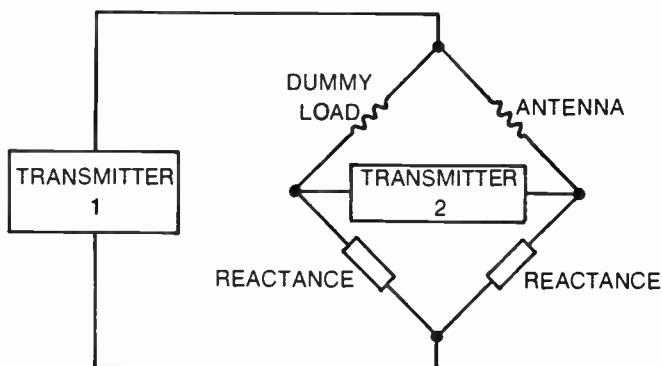 DUMMY
LOAD
ANTENNA
TRANSMITTER
1
TRANSMITTER
2
REACTANCE
REACTANCE